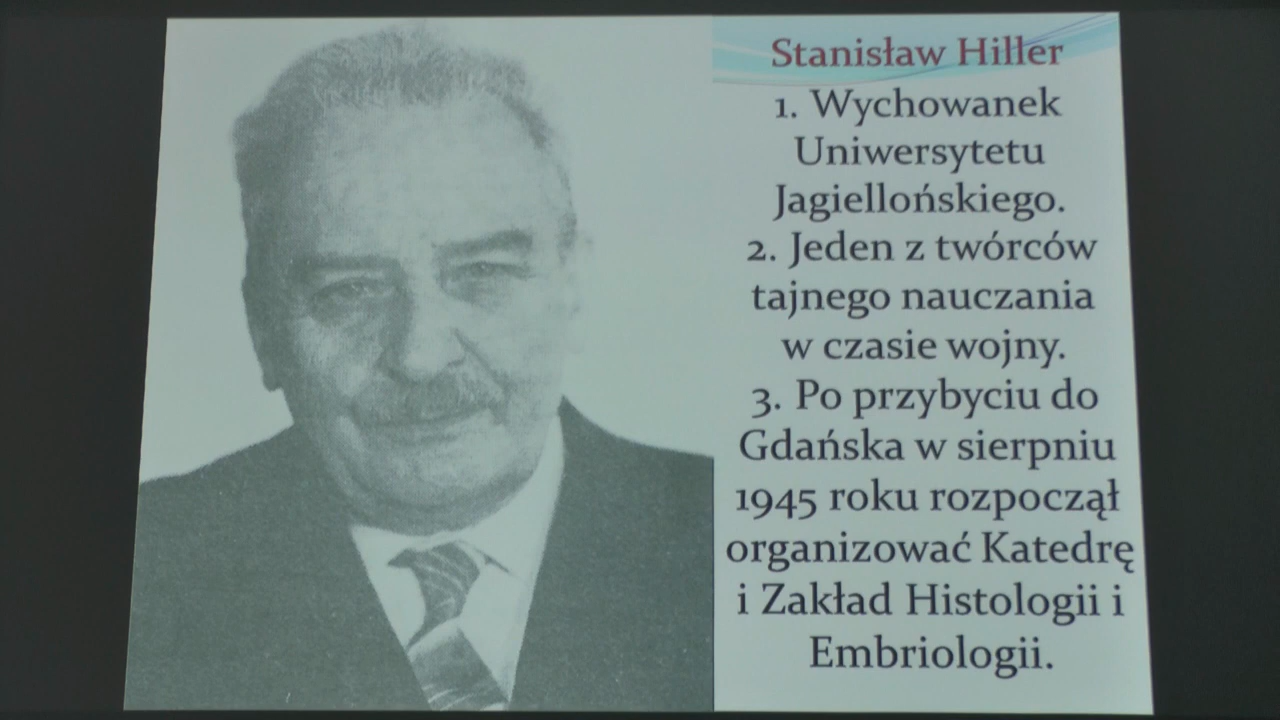 Stanisław Hiller
1. Wychowanek
Uniwersytetu
Jagiellońskiego.
2. Jeden z twórców
tajnego nauczania
w czasie wojny.
3. Po przybyciu do
Gdańska w sierpniu
1945 roku rozpoczął
organizować Katedrę
i Zakład Histologii i
Embriologii.